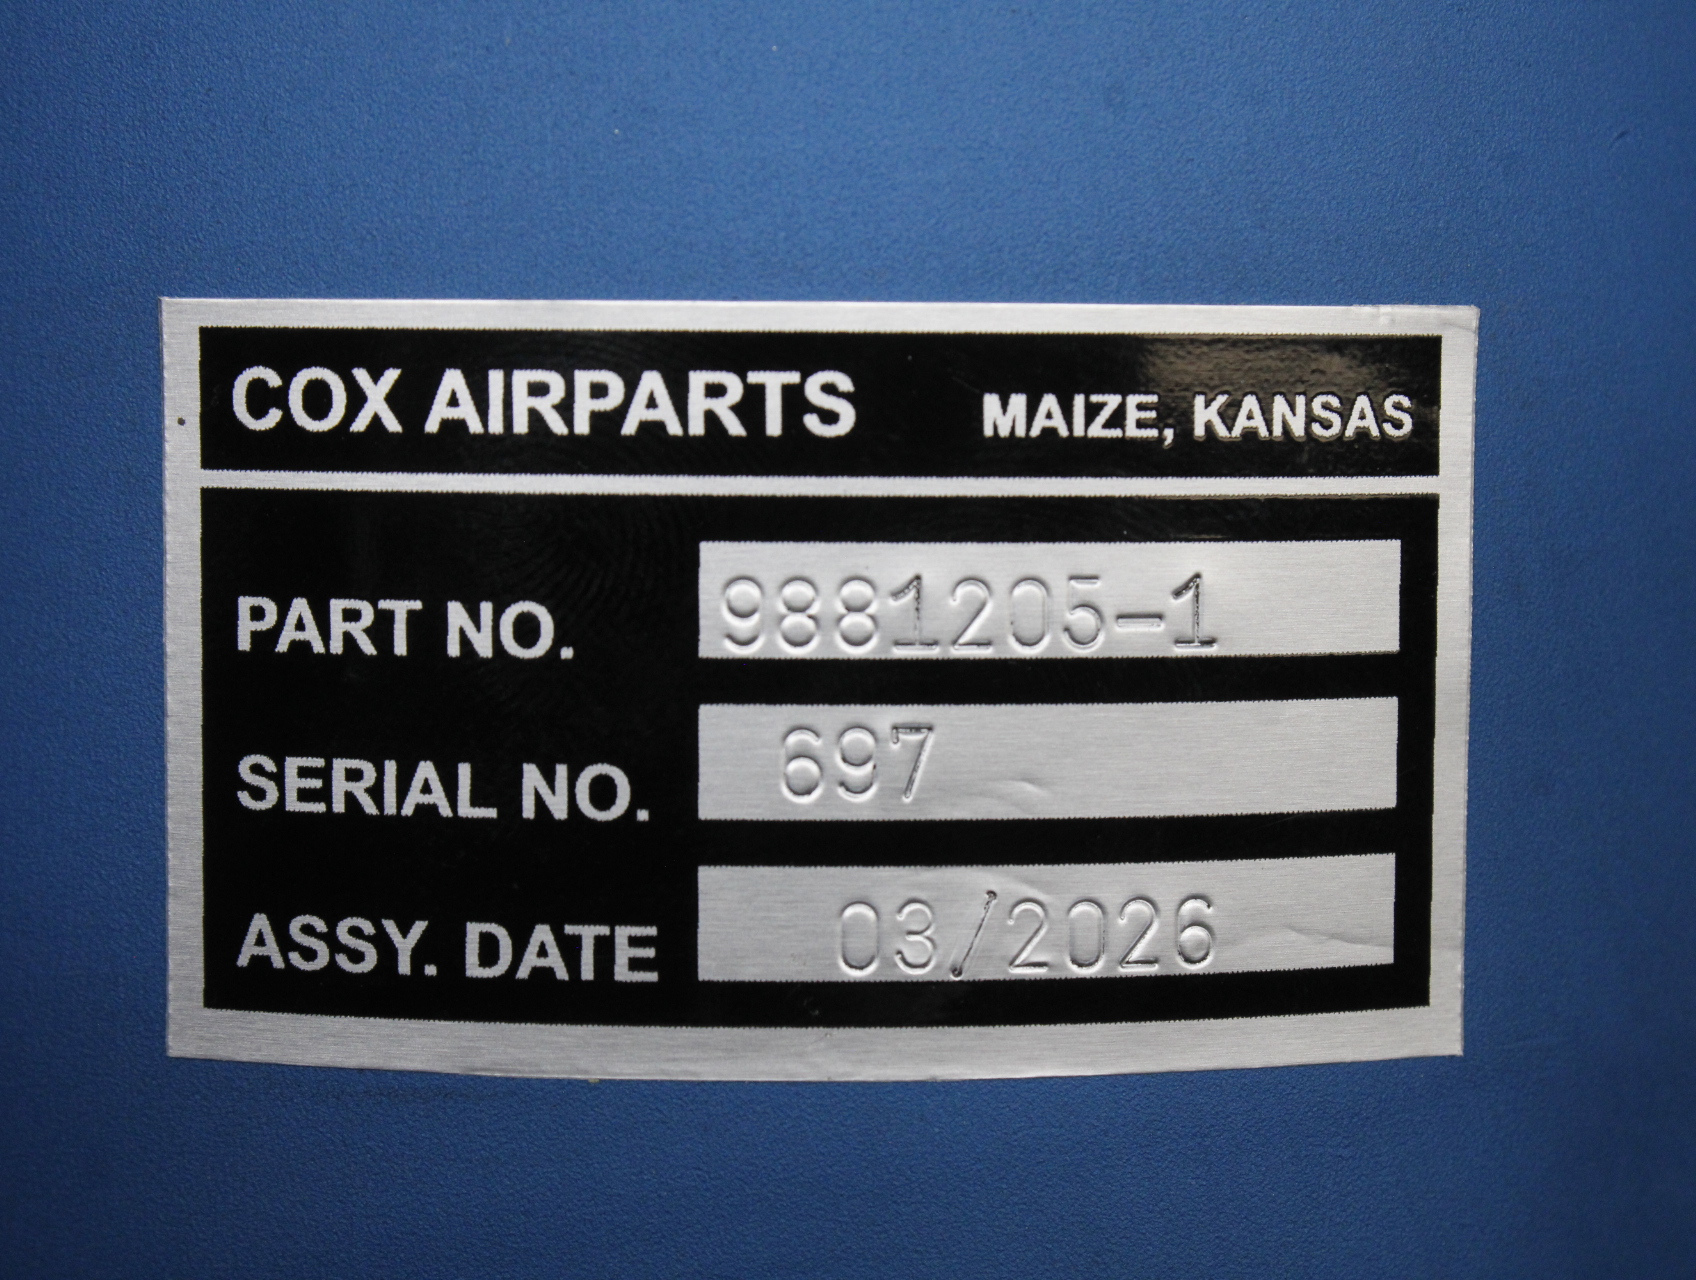 COX AIRPARTS MAIZE, KANSAS
PART NO. 9881205-1
SERIAL NO. 697
ASSY. DATE 03/2026